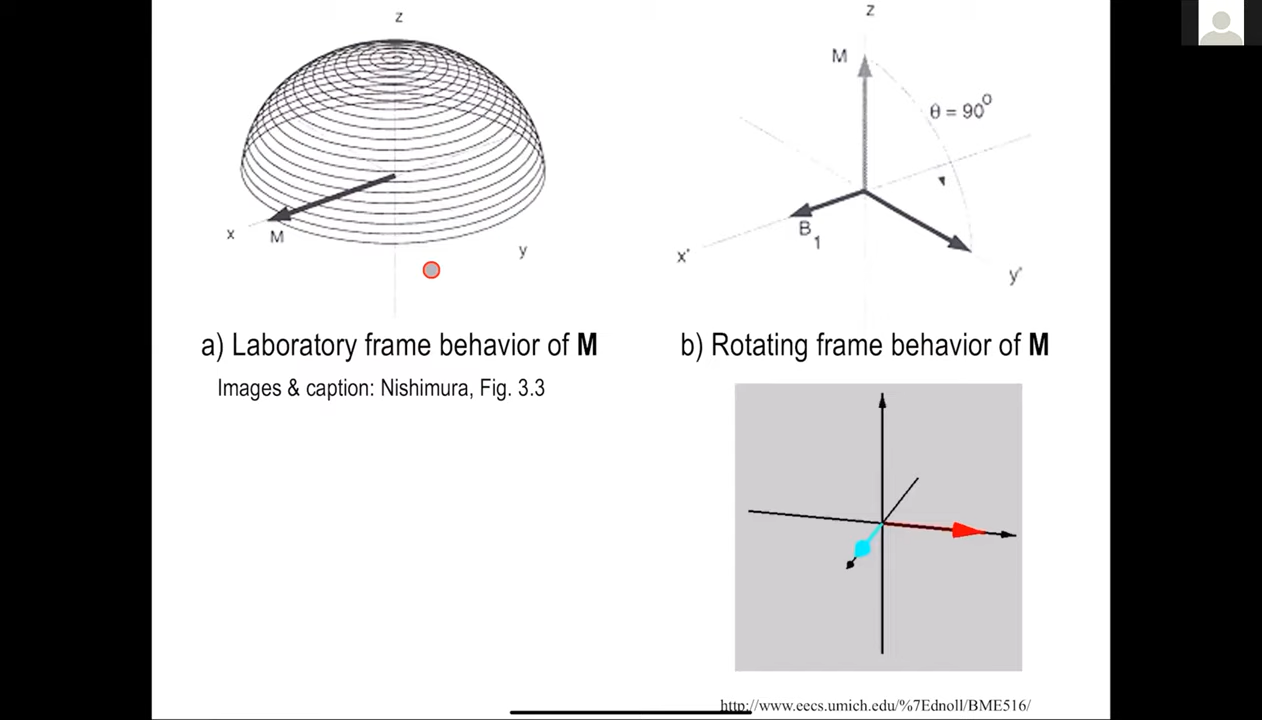 z
x
M
y
a) Laboratory frame behavior of M
Images & caption: Nishimura, Fig. 3.3
z
M
θ = 90°
B1
x'
y'
b) Rotating frame behavior of M
http://www.eecs.umich.edu/%7Ednoll/BME516/